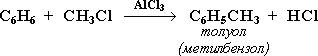 AlCl₃
C₆H₆ + CH₃Cl ⟶ C₆H₅CH₃ + HCl
толуол
(метилбензол)